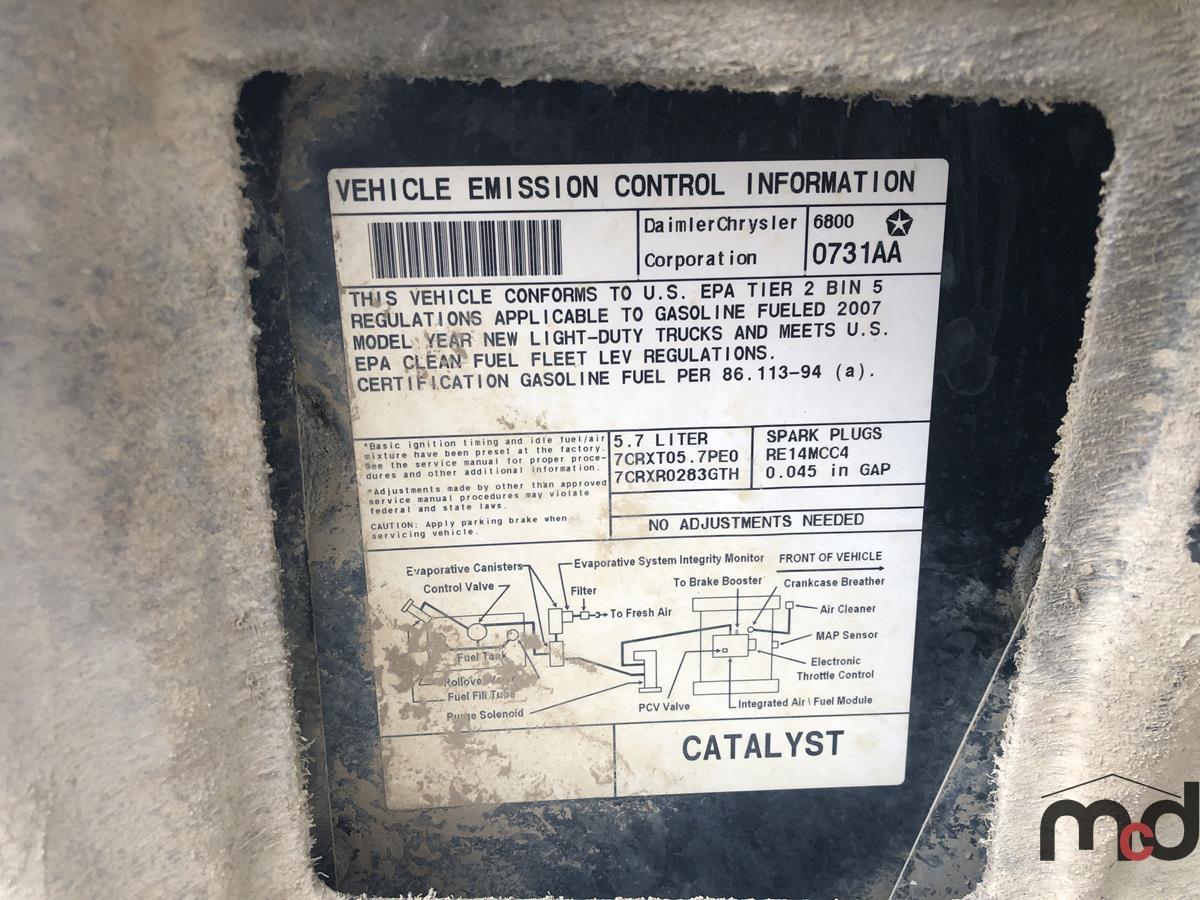 VEHICLE EMISSION CONTROL INFORMATION
DaimlerChrysler
Corporation
6800
0731AA
THIS VEHICLE CONFORMS TO U.S. EPA TIER 2 BIN 5
REGULATIONS APPLICABLE TO GASOLINE FUELED 2007
MODEL YEAR NEW LIGHT-DUTY TRUCKS AND MEETS U.S.
EPA CLEAN FUEL FLEET LEV REGULATIONS.
CERTIFICATION GASOLINE FUEL PER 86.113-94 (a).
*Basic ignition timing and idle fuel/air
mixture have been preset at the factory.
See the service manual for proper proce-
dures and other additional information.
*Adjustments made by other than approved
service manual procedures may violate
federal and state laws.
CAUTION: Apply parking brake when
servicing vehicle.
5.7 LITER
7CRXT05.7PE0
7CRXR0283GTH
SPARK PLUGS
RE14MCC4
0.045 in GAP
NO ADJUSTMENTS NEEDED
Evaporative Canisters
Control Valve
Evaporative System Integrity Monitor
Filter
To Fresh Air
FRONT OF VEHICLE
To Brake Booster
Crankcase Breather
Air Cleaner
MAP Sensor
Electronic
Throttle Control
Fuel Tank
Rollover
Fuel Fill Tube
Purge Solenoid
PCV Valve
Integrated Air \ Fuel Module
CATALYST
mcd